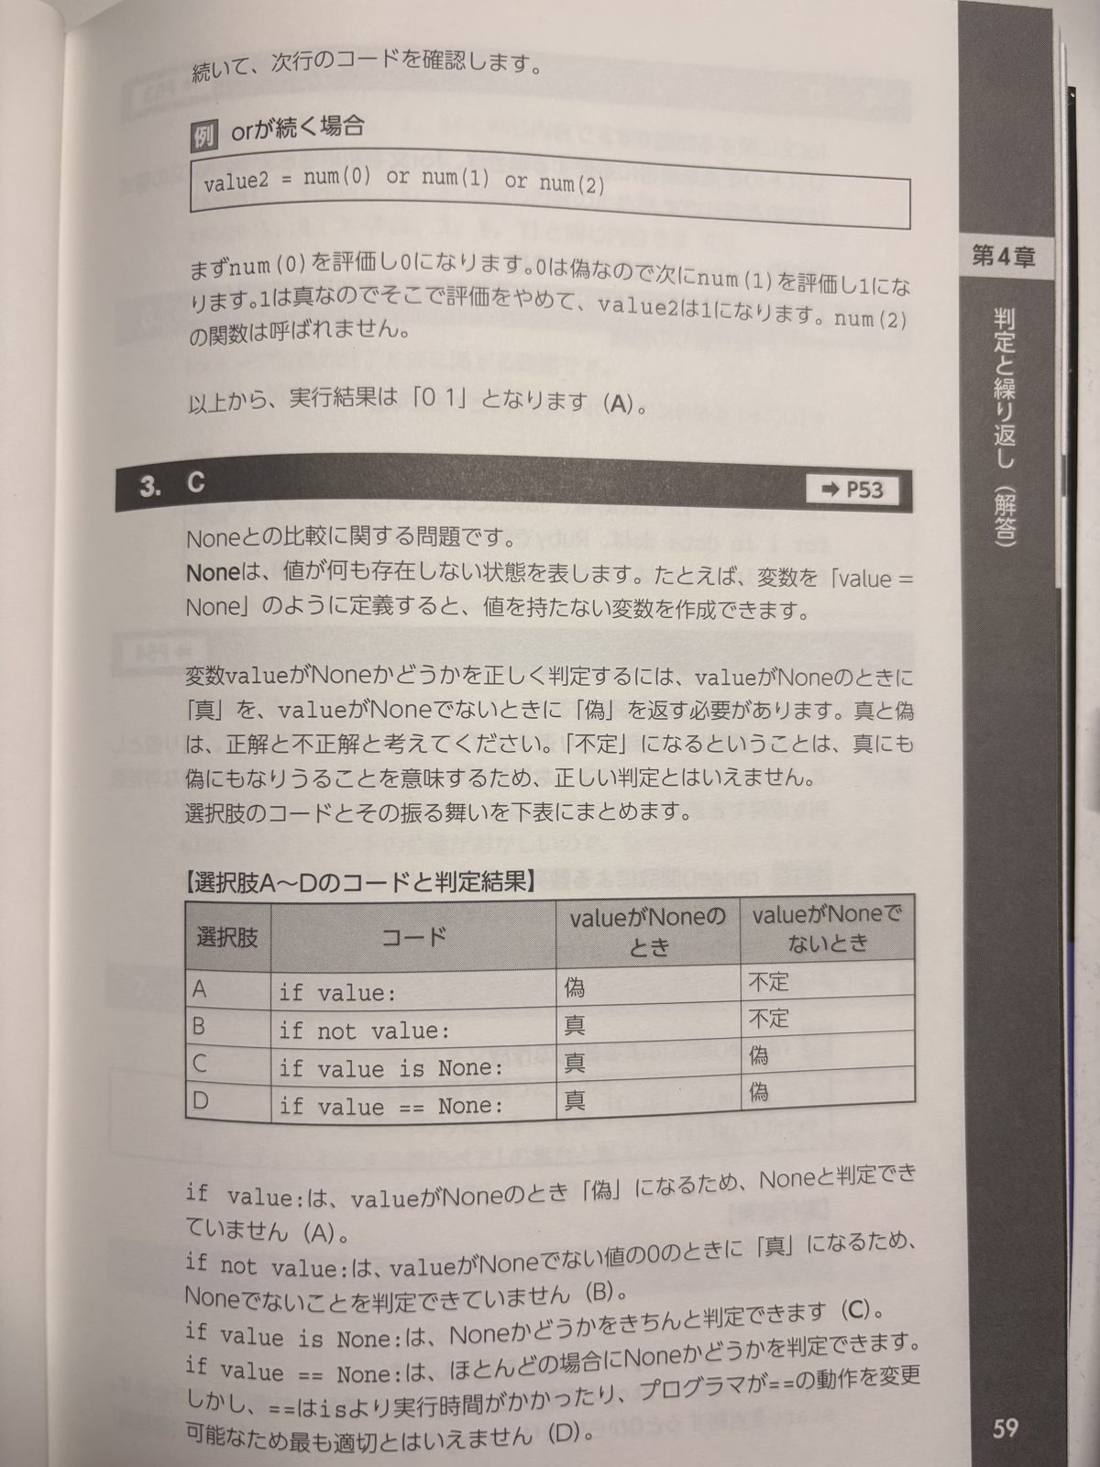 続いて、次行のコードを確認します。
例 orが続く場合
value2 = num(0) or num(1) or num(2)
まずnum(0)を評価し0になります。0は偽なので次にnum(1)を評価し1にな
ります。1は真なのでそこで評価をやめて、value2は1になります。num(2)
の関数は呼ばれません。
以上から、実行結果は「0 1」となります（A）。
3. C ➡ P53
Noneとの比較に関する問題です。
Noneは、値が何も存在しない状態を表します。たとえば、変数を「value =
None」のように定義すると、値を持たない変数を作成できます。
変数valueがNoneかどうかを正しく判定するには、valueがNoneのときに
「真」を、valueがNoneでないときに「偽」を返す必要があります。真と偽
は、正解と不正解と考えてください。「不定」になるということは、真にも
偽にもなりうることを意味するため、正しい判定とはいえません。
選択肢のコードとその振る舞いを下表にまとめます。
【選択肢A〜Dのコードと判定結果】
選択肢 コード valueがNoneのとき valueがNoneでないとき
A if value: 偽 不定
B if not value: 真 不定
C if value is None: 真 偽
D if value == None: 真 偽
if value:は、valueがNoneのとき「偽」になるため、Noneと判定でき
ていません（A）。
if not value:は、valueがNoneでない値の0のときに「真」になるため、
Noneでないことを判定できていません（B）。
if value is None:は、Noneかどうかをきちんと判定できます（C）。
if value == None:は、ほとんどの場合にNoneかどうかを判定できます。
しかし、==はisより実行時間がかかったり、プログラマが==の動作を変更
可能なため最も適切とはいえません（D）。
第4章
判定と繰り返し（解答）
59